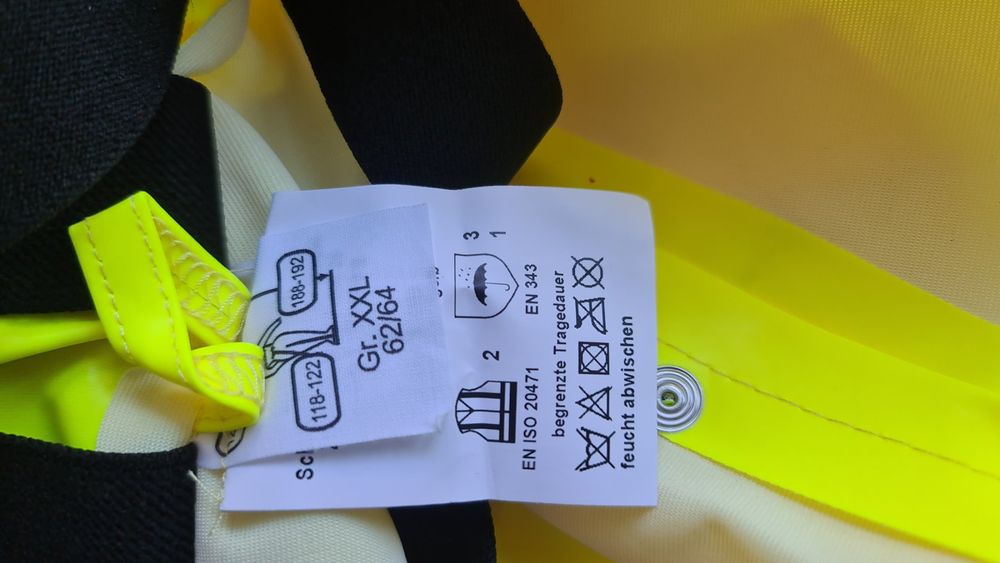 188-192
118-122
Gr. XXL
62/64
3
1
EN 343
2
EN ISO 20471
begrenzte Tragedauer
feucht abwischen